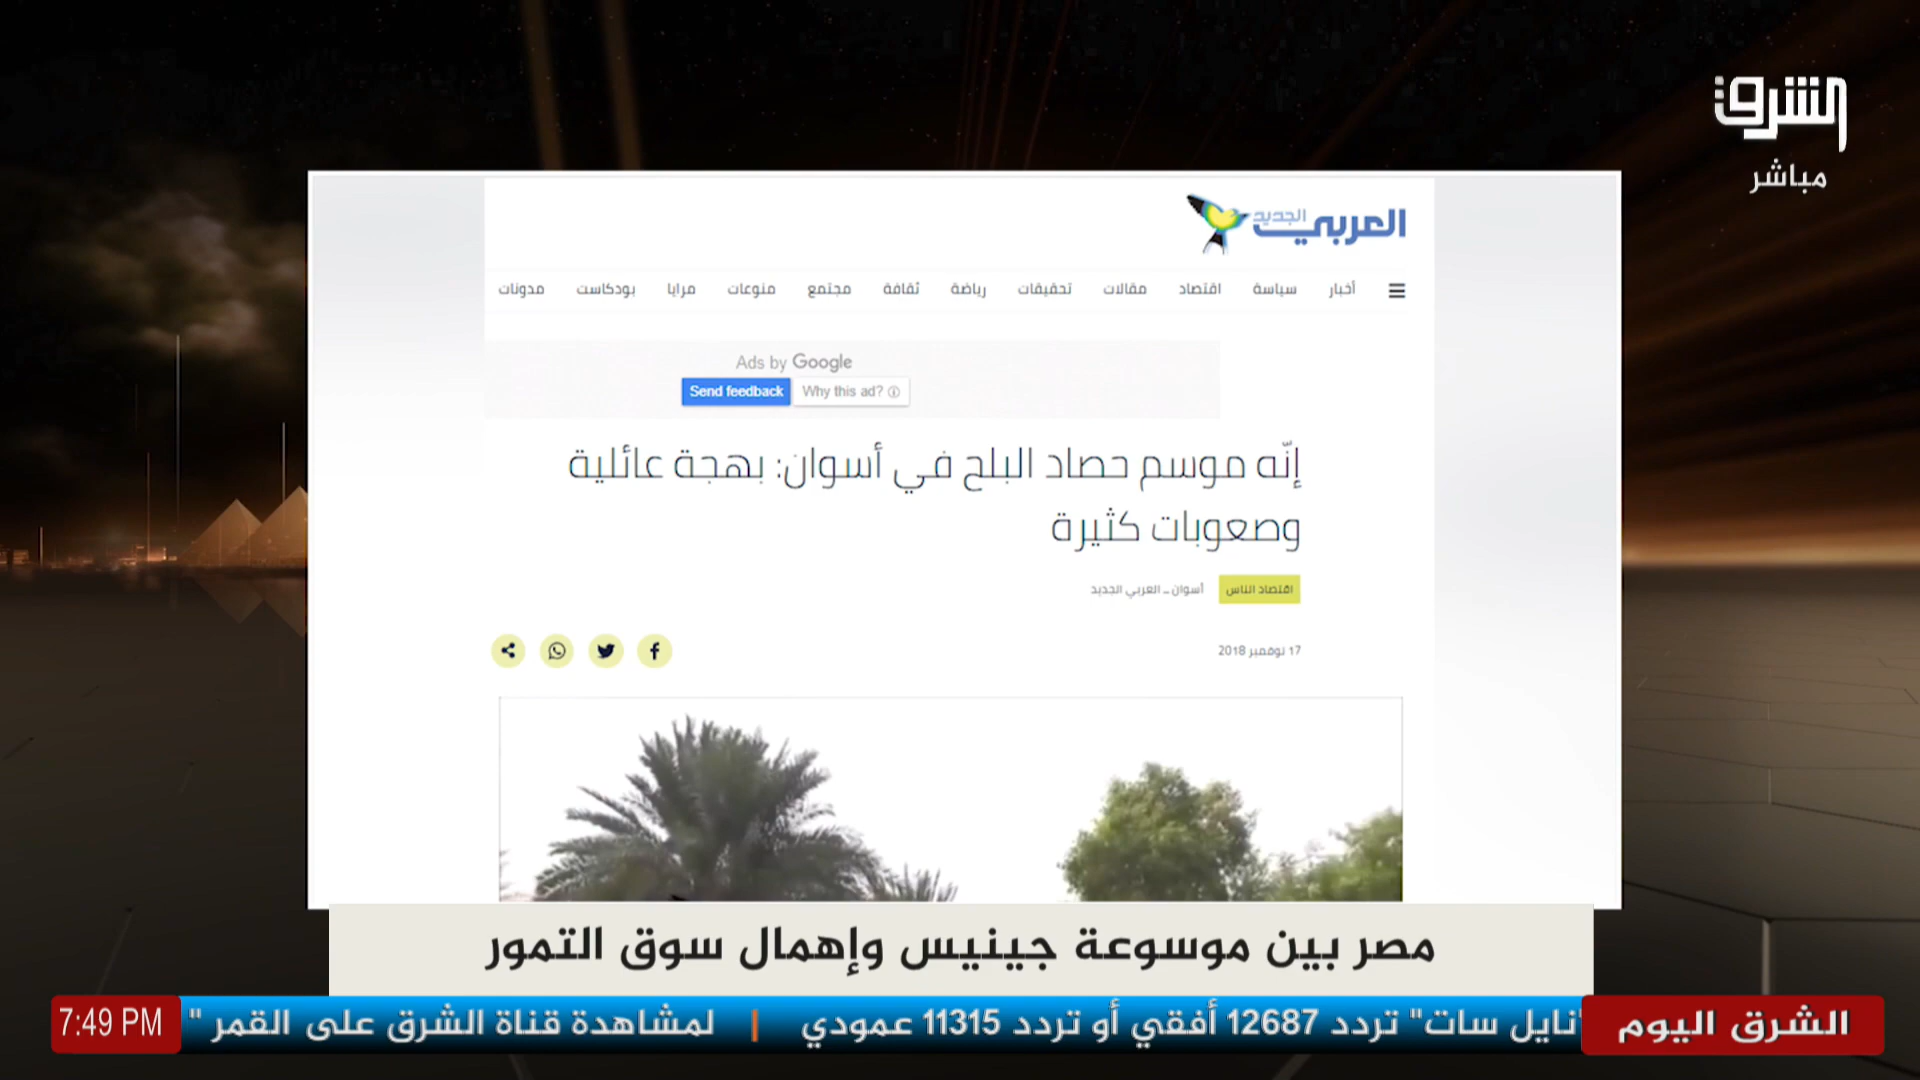 الشرق
مباشر
العربي الجديد
أخبار سياسة اقتصاد مقالات تحقيقات رياضة ثقافة مجتمع منوعات مرايا بودكاست مدونات
Ads by Google
Send feedback Why this ad?
إنّه موسم حصاد البلح في أسوان: بهجة عائلية
وصعوبات كثيرة
اقتصاد الناس أسوان ـ العربي الجديد
17 نوفمبر 2018
مصر بين موسوعة جينيس وإهمال سوق التمور
الشرق اليوم
"نايل سات" تردد 12687 أفقي أو تردد 11315 عمودي | لمشاهدة قناة الشرق على القمر "
7:49 PM